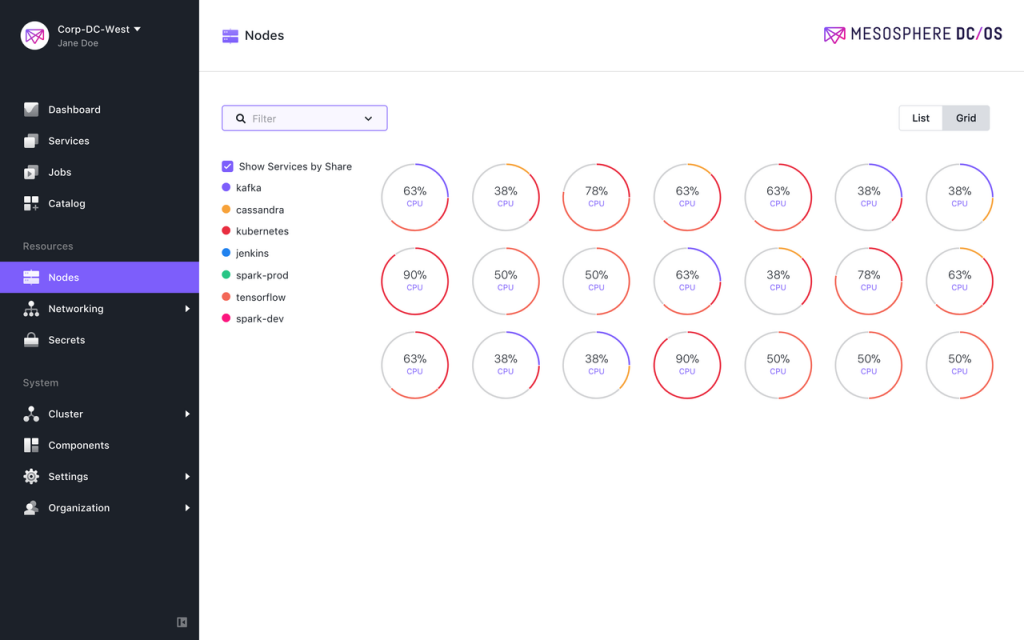 Corp-DC-West
Jane Doe
Dashboard
Services
Jobs
Catalog
Resources
Nodes
Networking
Secrets
System
Cluster
Components
Settings
Organization
Nodes
MESOSPHERE DC/OS
Filter
List Grid
Show Services by Share
kafka
cassandra
kubernetes
jenkins
spark-prod
tensorflow
spark-dev
63% 38% 78% 63% 63% 38% 38%
CPU CPU CPU CPU CPU CPU CPU
90% 50% 50% 63% 38% 78% 63%
CPU CPU CPU CPU CPU CPU CPU
63% 38% 38% 90% 50% 50% 50%
CPU CPU CPU CPU CPU CPU CPU